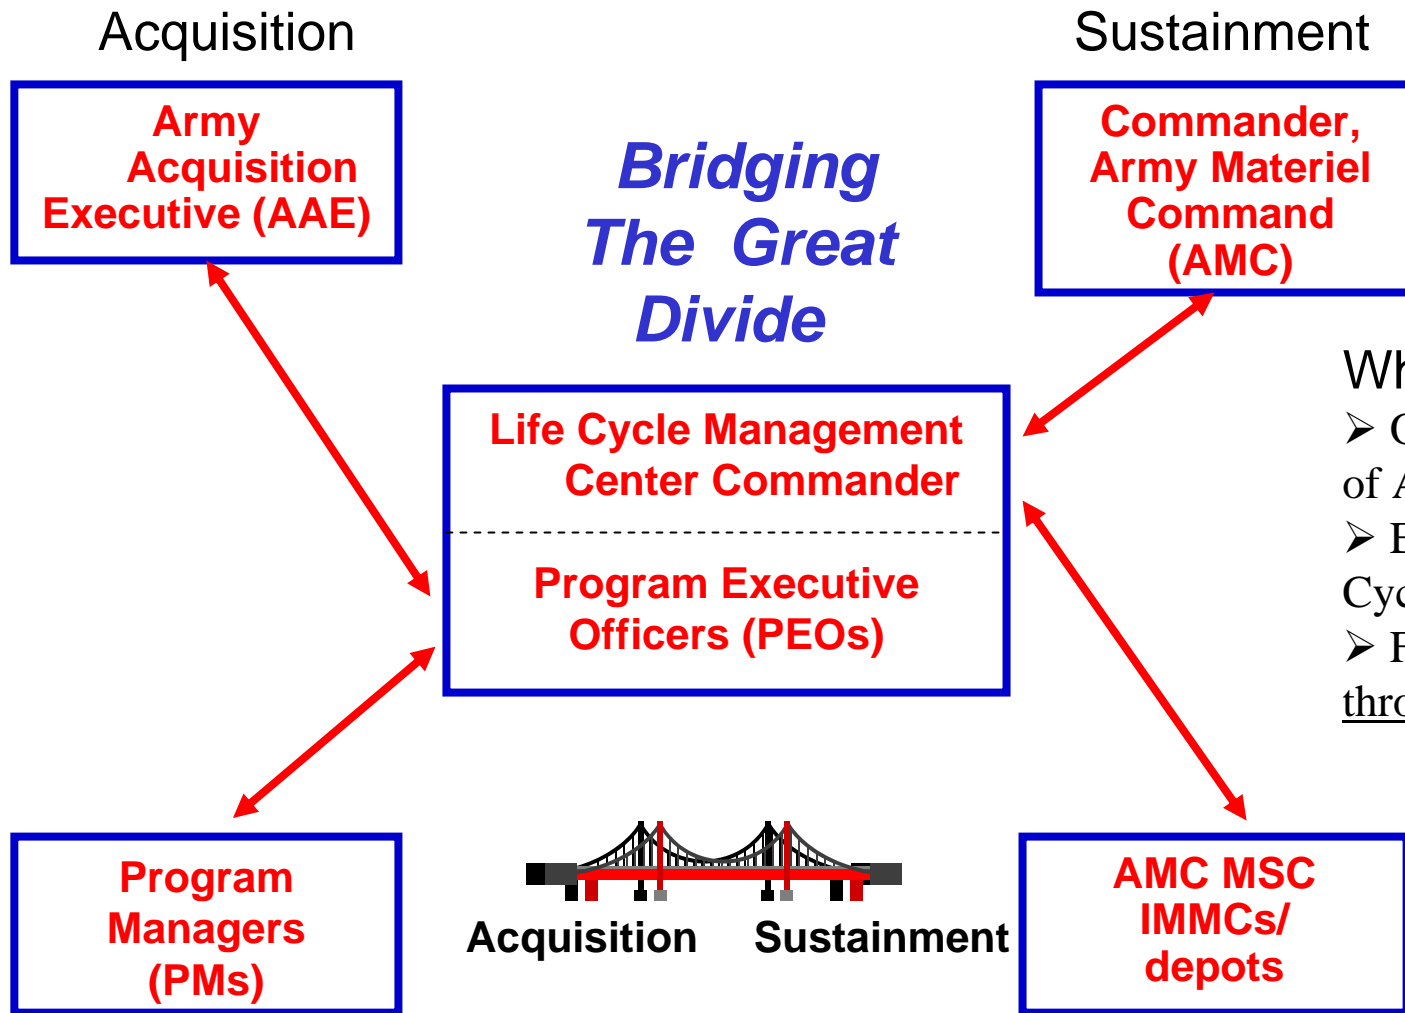 Acquisition
Sustainment
Army
Acquisition
Executive (AAE)
Bridging
The Great
Divide
Commander,
Army Materiel
Command
(AMC)
Life Cycle Management
Center Commander
Program Executive
Officers (PEOs)
➢
of
➢
➢
Program
Managers
(PMs)
Acquisition Sustainment
AMC MSC
IMMCs/
depots